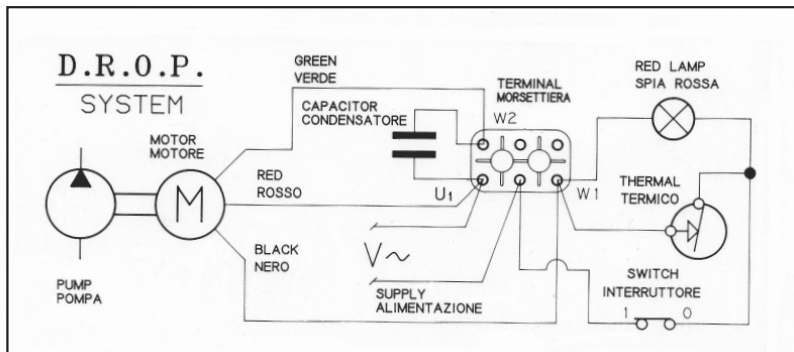 D.R.O.P.
SYSTEM
GREEN
VERDE
CAPACITOR
CONDENSATORE
TERMINAL
MORSETTIERA
RED LAMP
SPIA ROSSA
MOTOR
MOTORE
W2
RED
ROSSO
M
U1
W1
THERMAL
TERMICO
BLACK
NERO
V~
PUMP
POMPA
SUPPLY
ALIMENTAZIONE
SWITCH
INTERRUTTORE
1 0